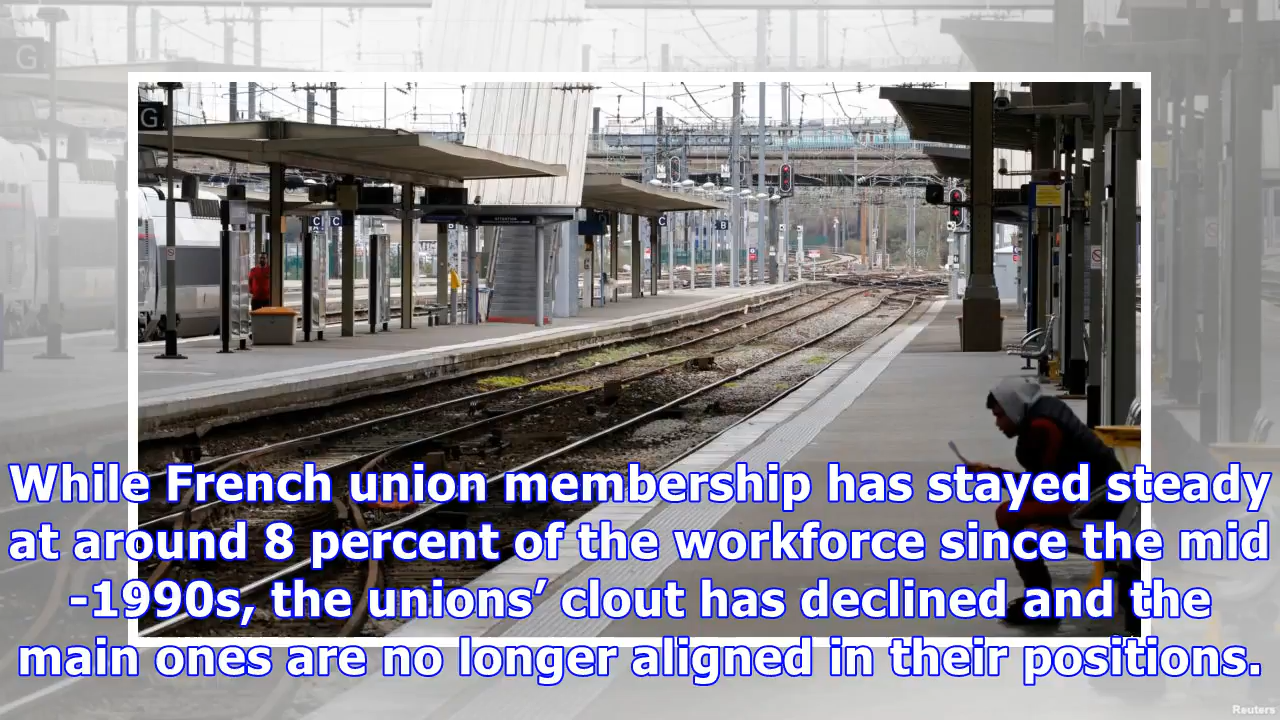 G
G
C
C
C
B
N
N
While French union membership has stayed steady
at around 8 percent of the workforce since the mid
-1990s, the unions’ clout has declined and the
main ones are no longer aligned in their positions.
Reuters